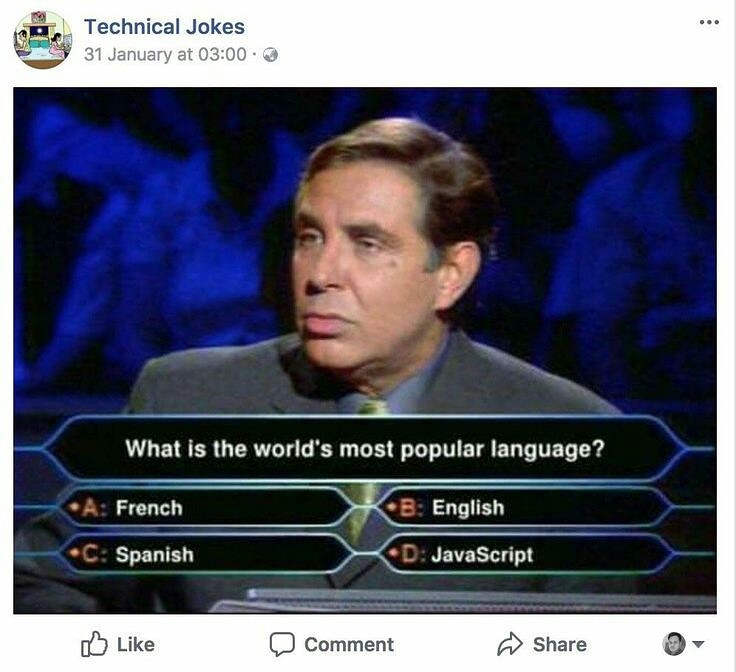 Technical Jokes
31 January at 03:00 ·
What is the world's most popular language?
A: French
B: English
C: Spanish
D: JavaScript
Like
Comment
Share